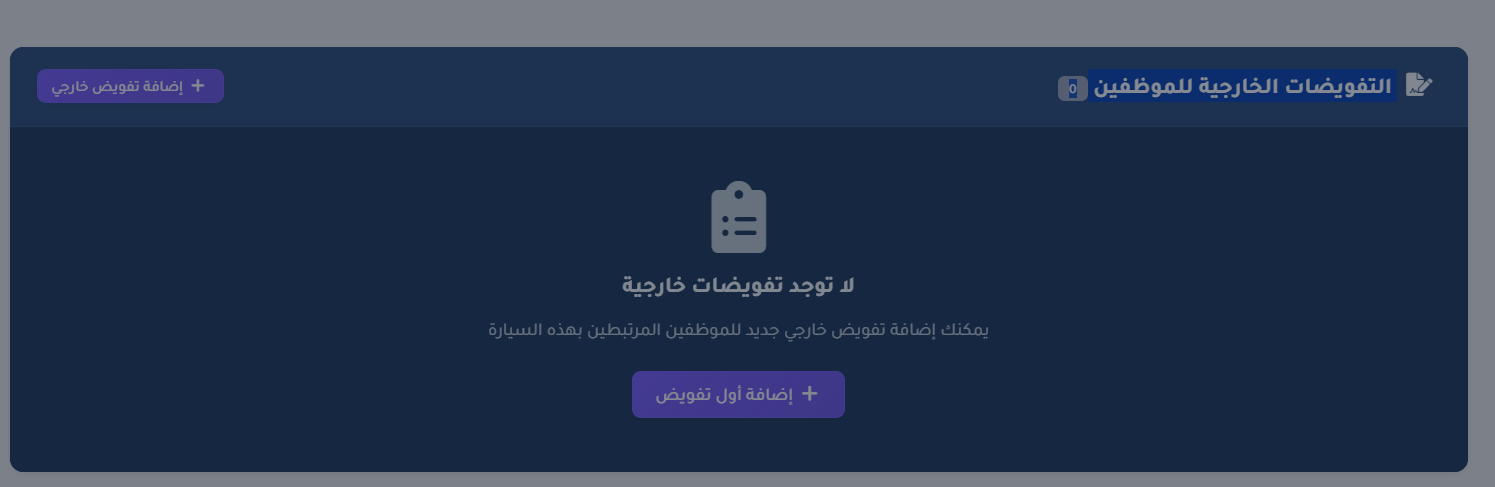 التفويضات الخارجية للموظفين 0
إضافة تفويض خارجي
لا توجد تفويضات خارجية
يمكنك إضافة تفويض خارجي جديد للموظفين المرتبطين بهذه السيارة
إضافة أول تفويض